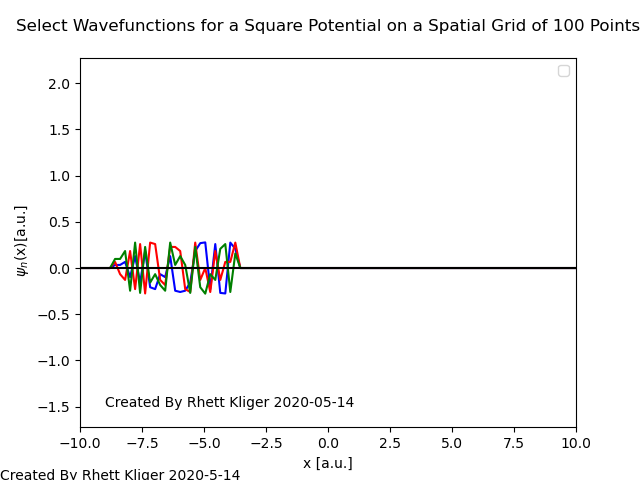 Select Wavefunctions for a Square Potential on a Spatial Grid of 100 Points
2.0
1.5
1.0
0.5
0.0
−0.5
−1.0
−1.5
ψn(x)[a.u.]
Created By Rhett Kliger 2020-05-14
−10.0 −7.5 −5.0 −2.5 0.0 2.5 5.0 7.5 10.0
x [a.u.]
Created By Rhett Kliger 2020-5-14